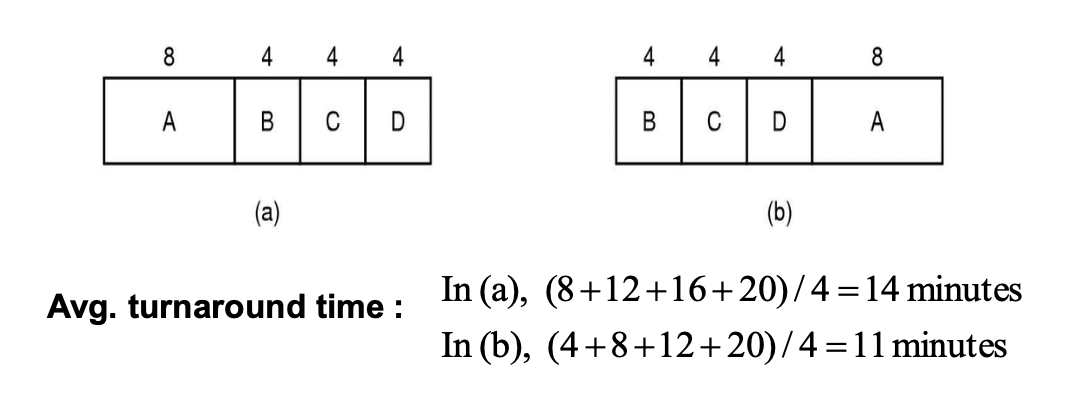 8 4 4 4
A B C D
(a)
4 4 4 8
B C D A
(b)
Avg. turnaround time :
In (a), (8+12+16+20)/4=14 minutes
In (b), (4+8+12+20)/4=11 minutes